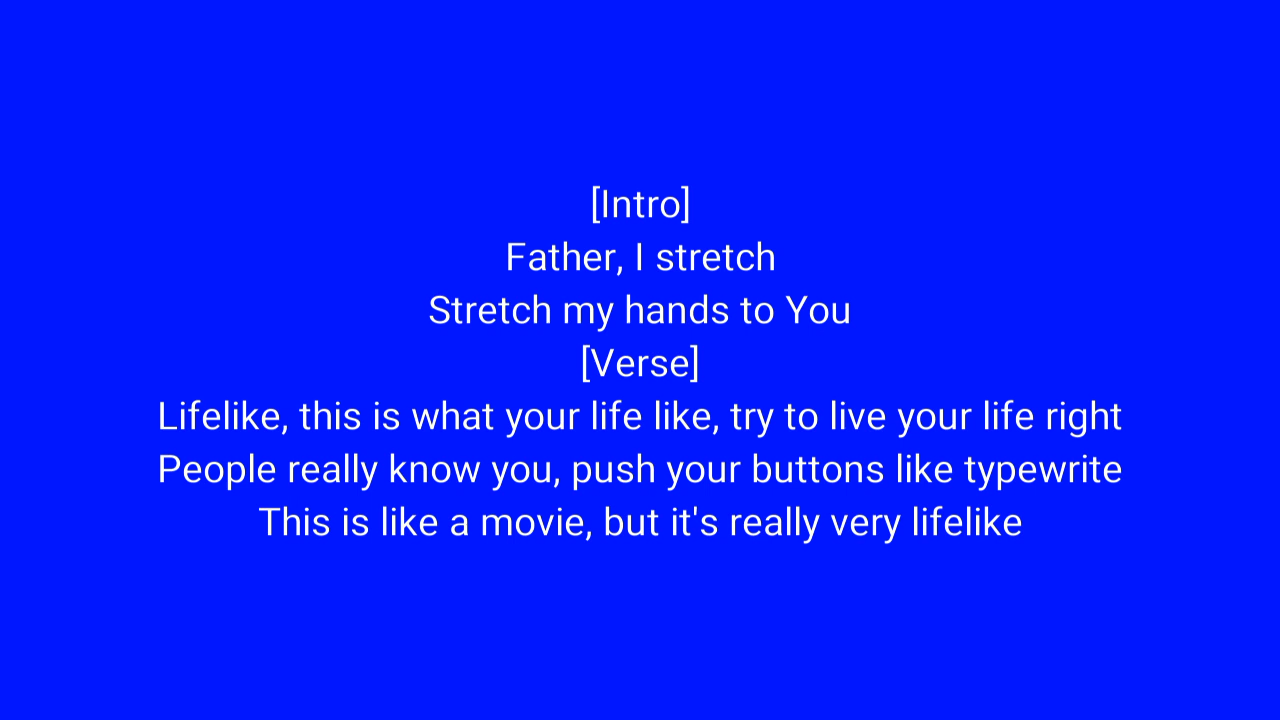 [Intro]
Father, I stretch
Stretch my hands to You
[Verse]
Lifelike, this is what your life like, try to live your life right
People really know you, push your buttons like typewrite
This is like a movie, but it's really very lifelike